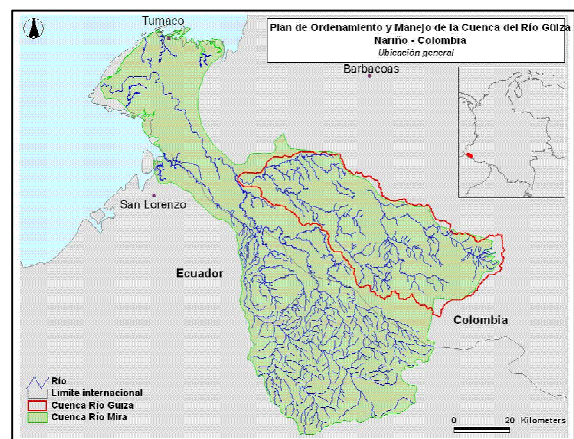 Plan de Ordenamiento y Manejo de la Cuenca del Río Güiza
Nariño - Colombia
Ubicación general
Tumaco
Barbacoas
San Lorenzo
Ecuador
Colombia
Río
Limite internacional
Cuenca Río Guiza
Cuenca Río Mira
0 20 Kilometers